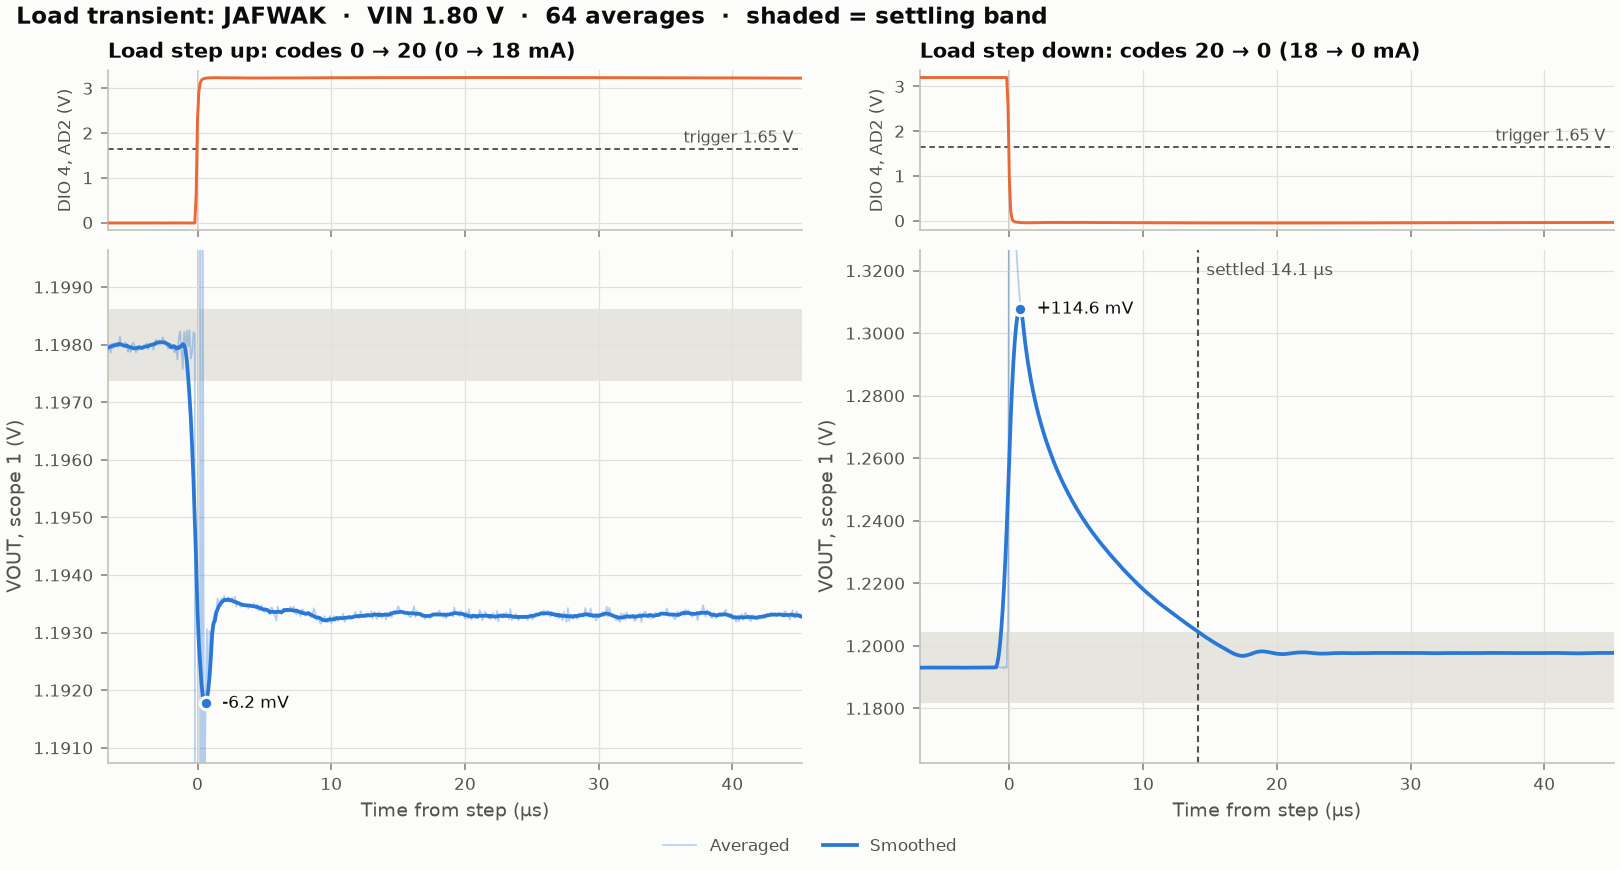 Load transient: JAFWAK · VIN 1.80 V · 64 averages · shaded = settling band
Load step up: codes 0 → 20 (0 → 18 mA)
DIO 4, AD2 (V)
3
2
1
0
trigger 1.65 V
VOUT, scope 1 (V)
1.1990
1.1980
1.1970
1.1960
1.1950
1.1940
1.1930
1.1920
1.1910
-6.2 mV
0
10
20
30
40
Time from step (µs)
Load step down: codes 20 → 0 (18 → 0 mA)
DIO 4, AD2 (V)
3
2
1
0
trigger 1.65 V
VOUT, scope 1 (V)
1.3200
1.3000
1.2800
1.2600
1.2400
1.2200
1.2000
1.1800
settled 14.1 µs
+114.6 mV
0
10
20
30
40
Time from step (µs)
Averaged
Smoothed